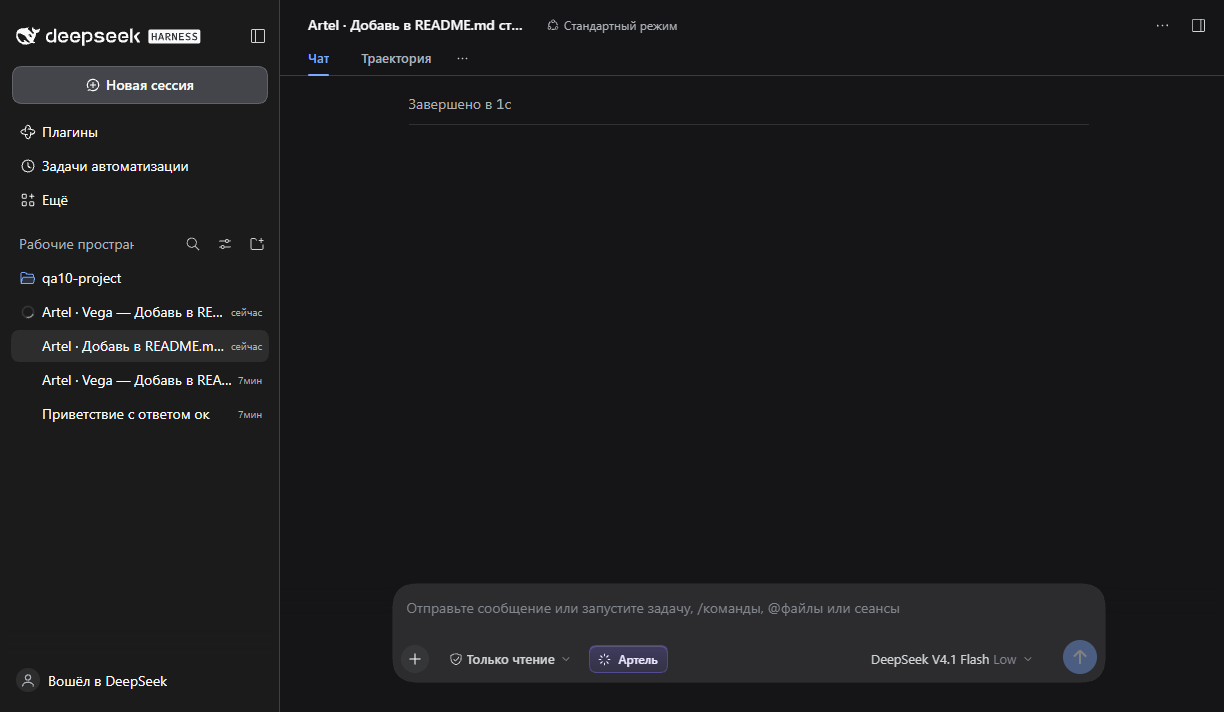 deepseek HARNESS
Новая сессия
Плагины
Задачи автоматизации
Ещё
Рабочие простран
qa10-project
Artel · Vega — Добавь в RE... сейчас
Artel · Добавь в README.m... сейчас
Artel · Vega — Добавь в REA... 7мин
Приветствие с ответом ок 7мин
Вошёл в DeepSeek
Artel · Добавь в README.md ст... Стандартный режим
Чат Траектория
Завершено в 1с
Отправьте сообщение или запустите задачу, /команды, @файлы или сеансы
Только чтение Артель DeepSeek V4.1 Flash Low